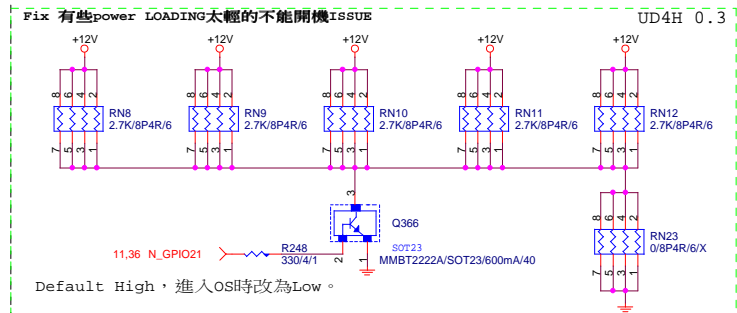 Fix 有些power LOADING太輕的不能開機ISSUE
UD4H 0.3
+12V +12V +12V +12V +12V
8 6 4 2 8 6 4 2 8 6 4 2 8 6 4 2 8 6 4 2
RN8 RN9 RN10 RN11 RN12
2.7K/8P4R/6 2.7K/8P4R/6 2.7K/8P4R/6 2.7K/8P4R/6 2.7K/8P4R/6
7 5 3 1 7 5 3 1 7 5 3 1 7 5 3 1 7 5 3 1
3
8 6 4 2
Q366
RN23
0/8P4R/6/X
SOT23
11,36 N_GPIO21
R248
330/4/1
2
1
MMBT2222A/SOT23/600mA/40
7 5 3 1
Default High，進入OS時改為Low。